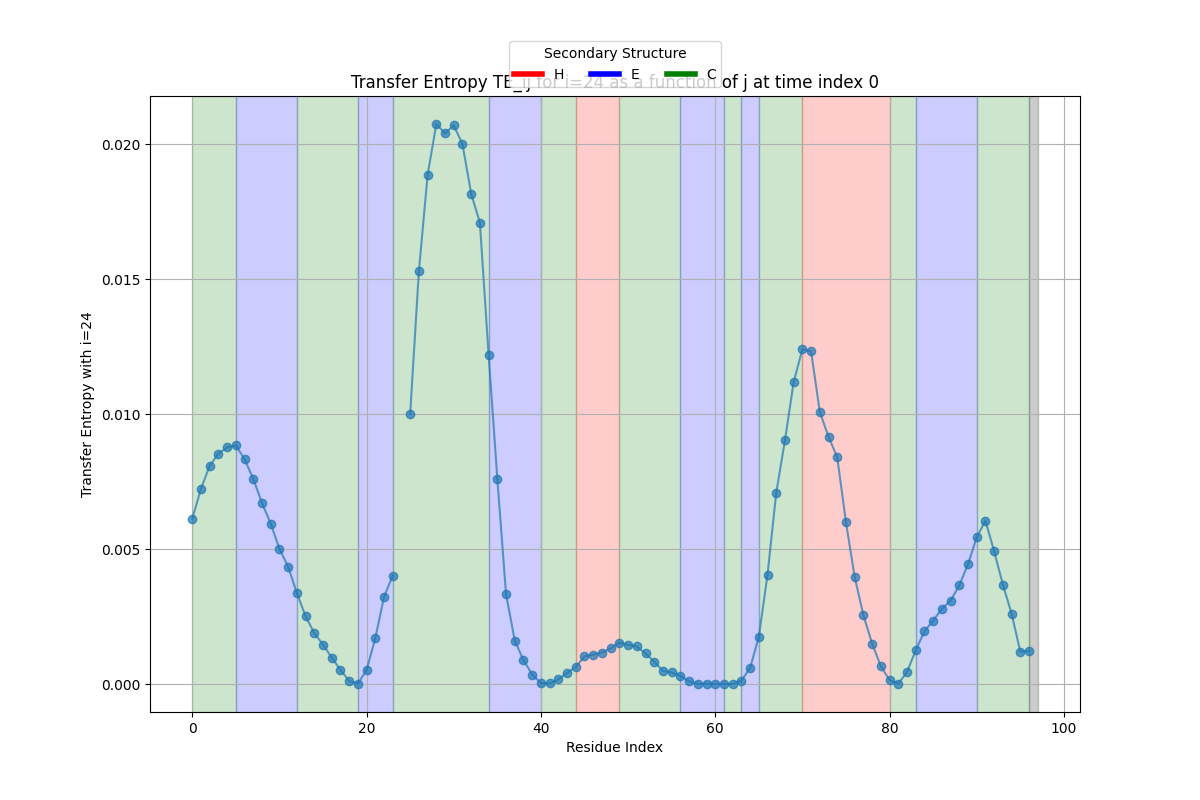 Secondary Structure
H E C
Transfer Entropy TE_ij for i=24 as a function of j at time index 0
Transfer Entropy with i=24
0.020
0.015
0.010
0.005
0.000
0 20 40 60 80 100
Residue Index